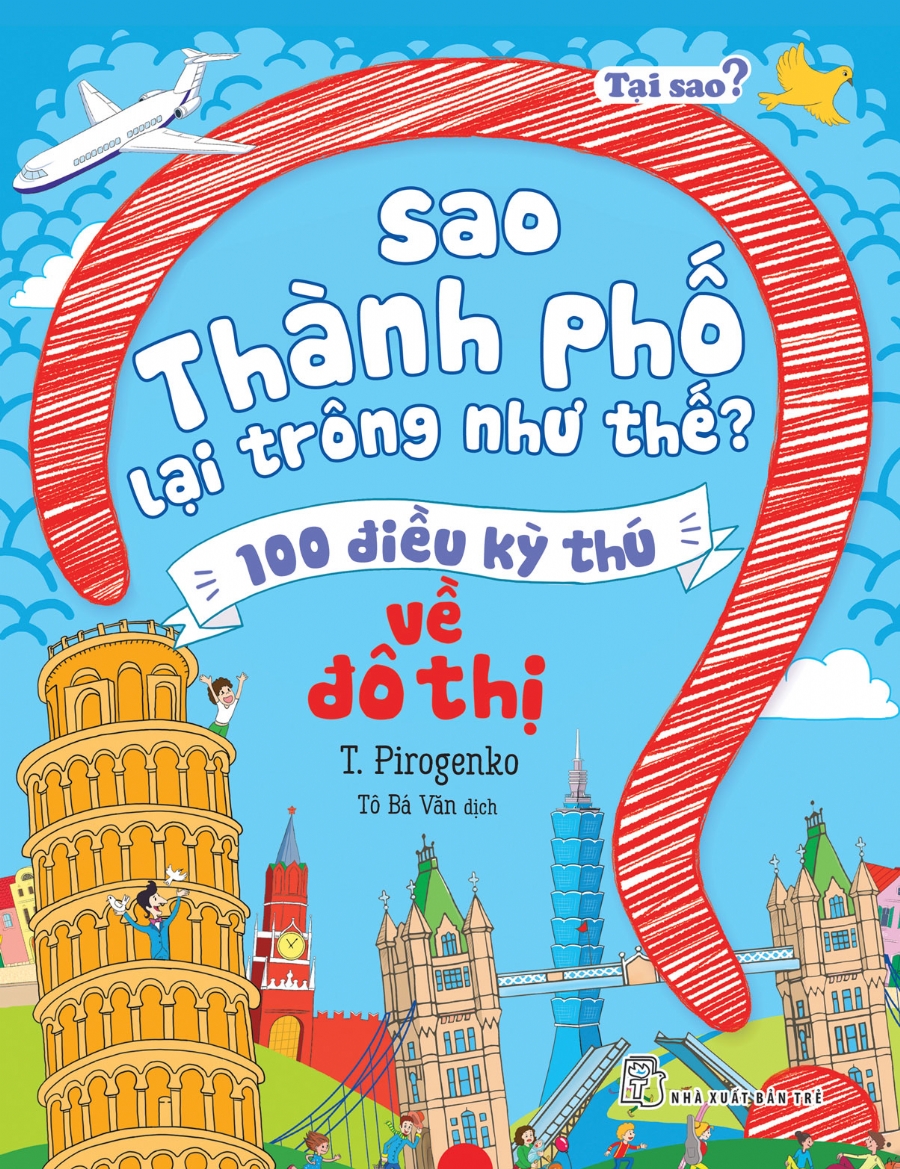 Tại sao?
sao
Thành phố
lại trông như thế?
100 điều kỳ thú
về
đô thị
T. Pirogenko
Tô Bá Văn dịch
NHÀ XUẤT BẢN TRẺ